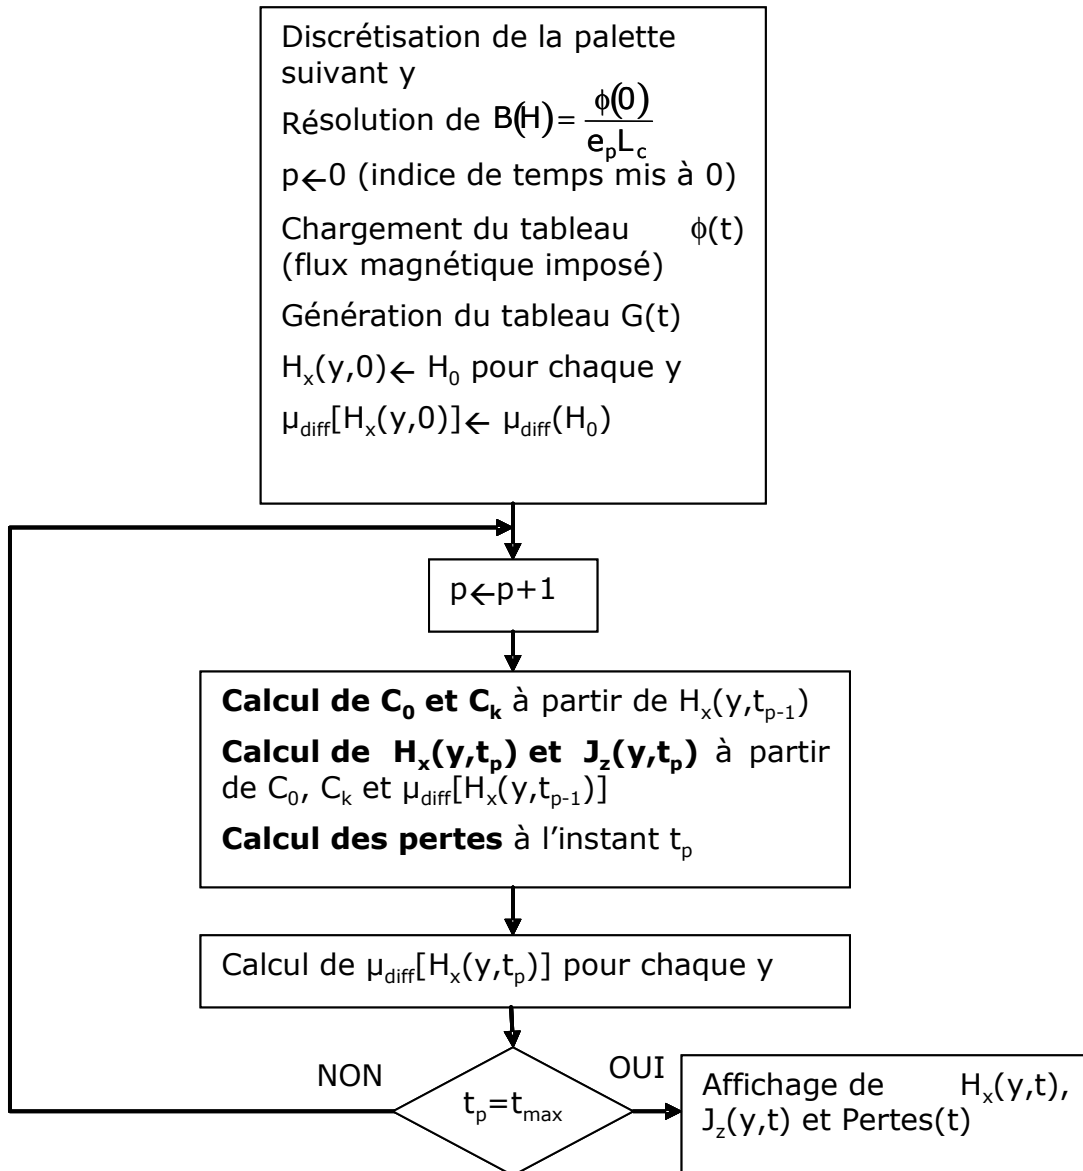 Discrétisation de la palette
suivant y
Résolution de B(H) = ϕ(0) / e_p L_c
p←0 (indice de temps mis à 0)
Chargement du tableau ϕ(t)
(flux magnétique imposé)
Génération du tableau G(t)
H_x(y,0)← H_0 pour chaque y
µ_diff[H_x(y,0)]← µ_diff(H_0)
p←p+1
Calcul de C_0 et C_k à partir de H_x(y,t_p-1)
Calcul de H_x(y,t_p) et J_z(y,t_p) à partir
de C_0, C_k et µ_diff[H_x(y,t_p-1)]
Calcul des pertes à l'instant t_p
Calcul de µ_diff[H_x(y,t_p)] pour chaque y
NON
t_p=t_max
OUI
Affichage de H_x(y,t),
J_z(y,t) et Pertes(t)